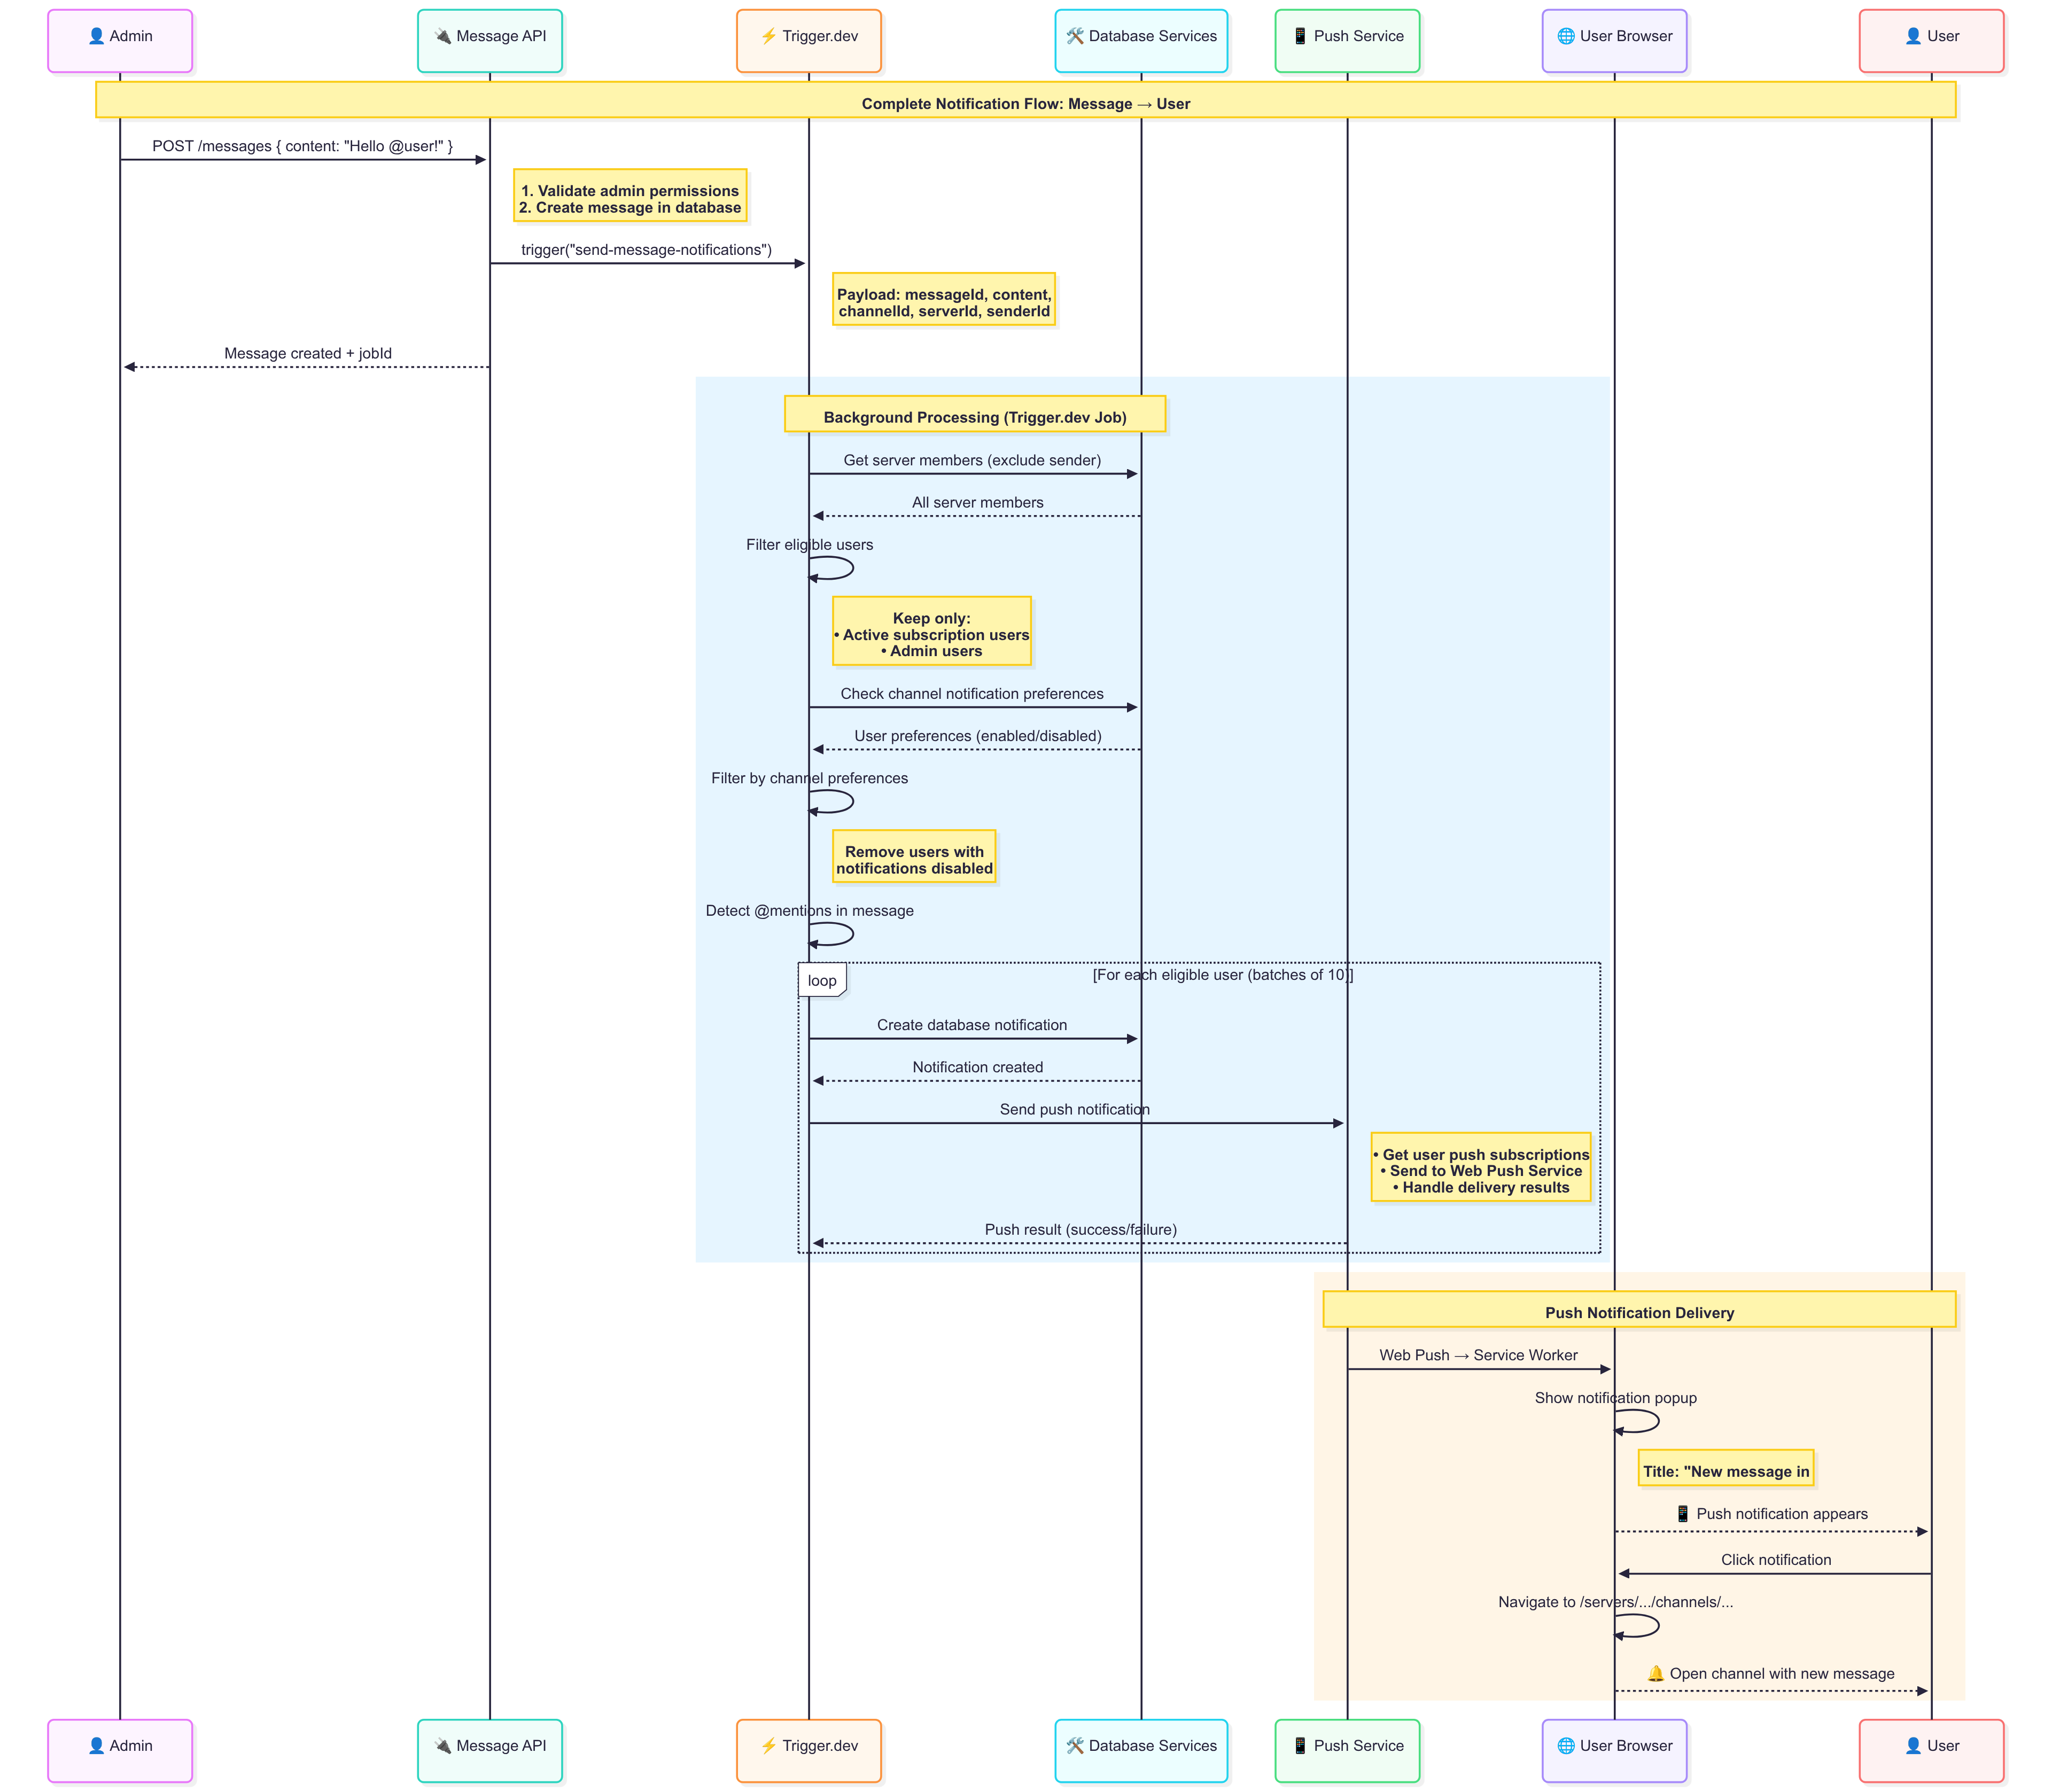 👤 Admin
🔌 Message API
⚡ Trigger.dev
🛠️ Database Services
📱 Push Service
🌐 User Browser
👤 User
Complete Notification Flow: Message → User
POST /messages { content: "Hello @user!" }
1. Validate admin permissions
2. Create message in database
trigger("send-message-notifications")
Payload: messageId, content,
channelId, serverId, senderId
Message created + jobId
Background Processing (Trigger.dev Job)
Get server members (exclude sender)
All server members
Filter eligible users
Keep only:
• Active subscription users
• Admin users
Check channel notification preferences
User preferences (enabled/disabled)
Filter by channel preferences
Remove users with
notifications disabled
Detect @mentions in message
loop
[For each eligible user (batches of 10)]
Create database notification
Notification created
Send push notification
• Get user push subscriptions
• Send to Web Push Service
• Handle delivery results
Push result (success/failure)
Push Notification Delivery
Web Push → Service Worker
Show notification popup
Title: "New message in
📱 Push notification appears
Click notification
Navigate to /servers/.../channels/...
🔔 Open channel with new message
👤 Admin
🔌 Message API
⚡ Trigger.dev
🛠️ Database Services
📱 Push Service
🌐 User Browser
👤 User